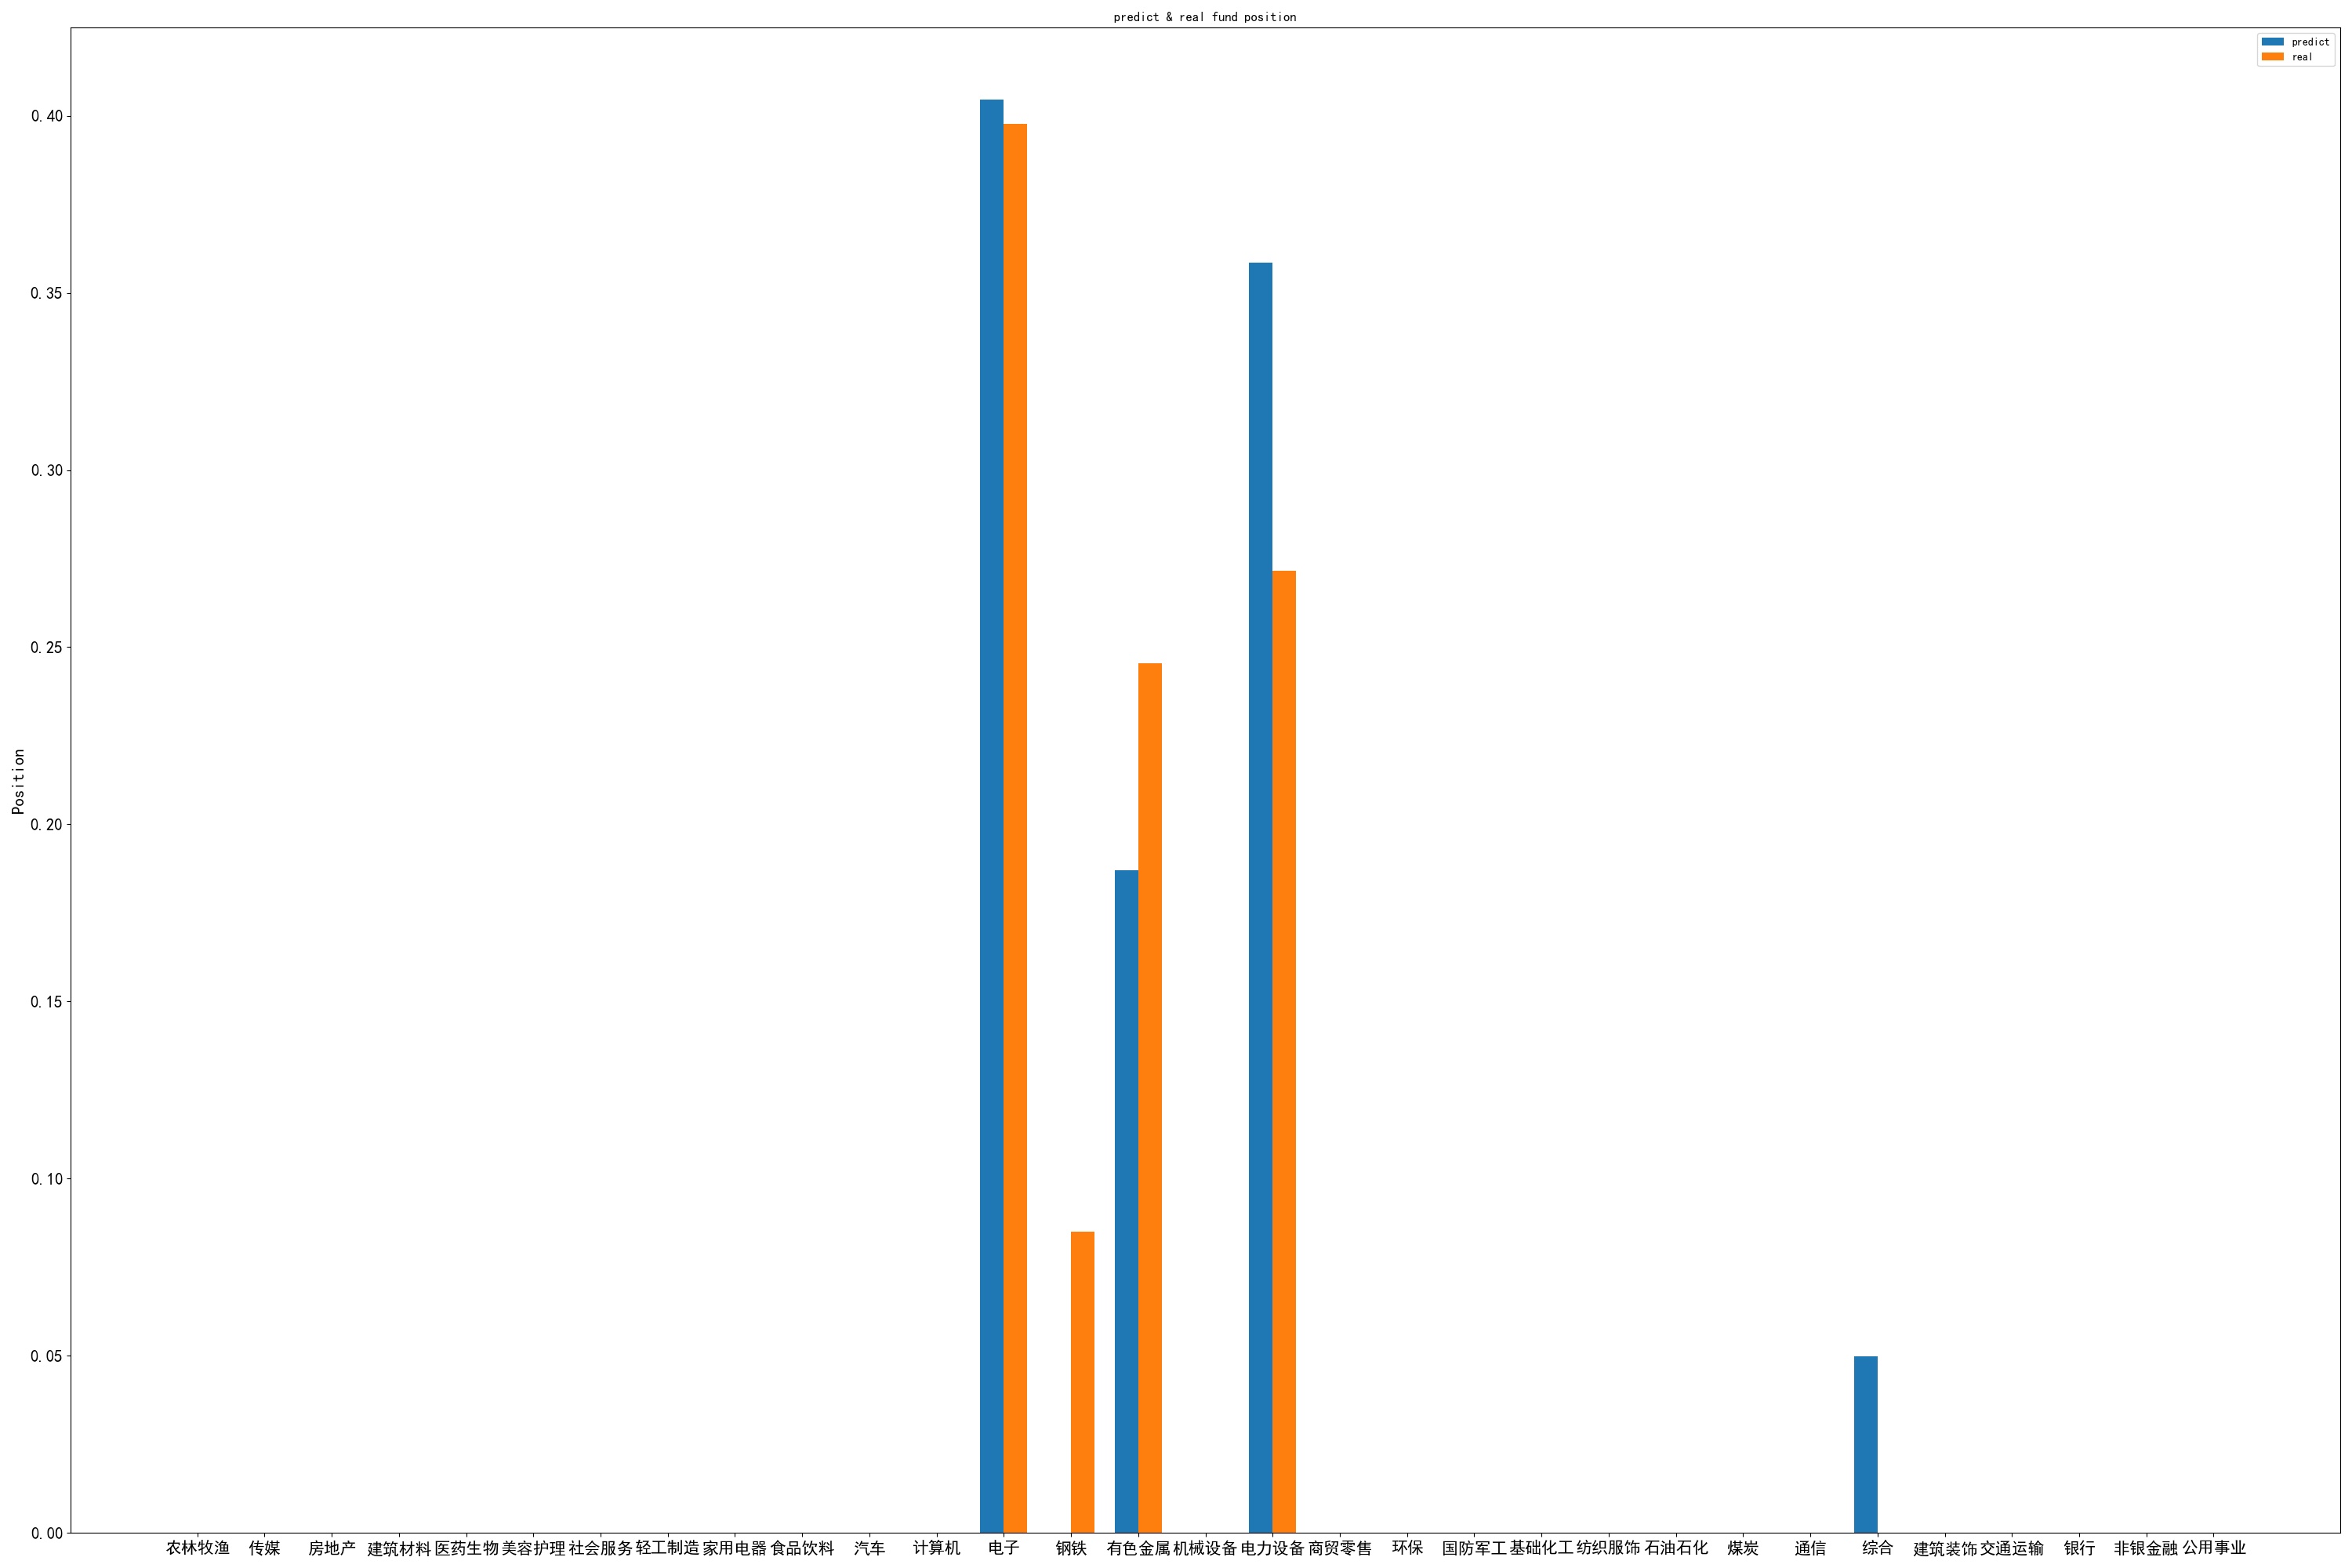 predict & real fund position
predict
real
0.40
0.35
0.30
0.25
0.20
0.15
0.10
0.05
0.00
Position
农林牧渔 传媒 房地产 建筑材料 医药生物 美容护理 社会服务 轻工制造 家用电器 食品饮料 汽车 计算机 电子 钢铁 有色金属 机械设备 电力设备 商贸零售 环保 国防军工 基础化工 纺织服饰 石油石化 煤炭 通信 综合 建筑装饰 交通运输 银行 非银金融 公用事业